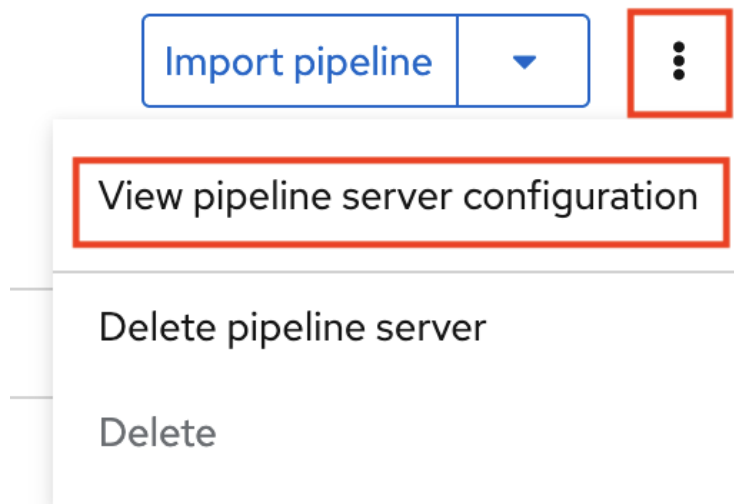 Import pipeline
View pipeline server configuration
Delete pipeline server
Delete